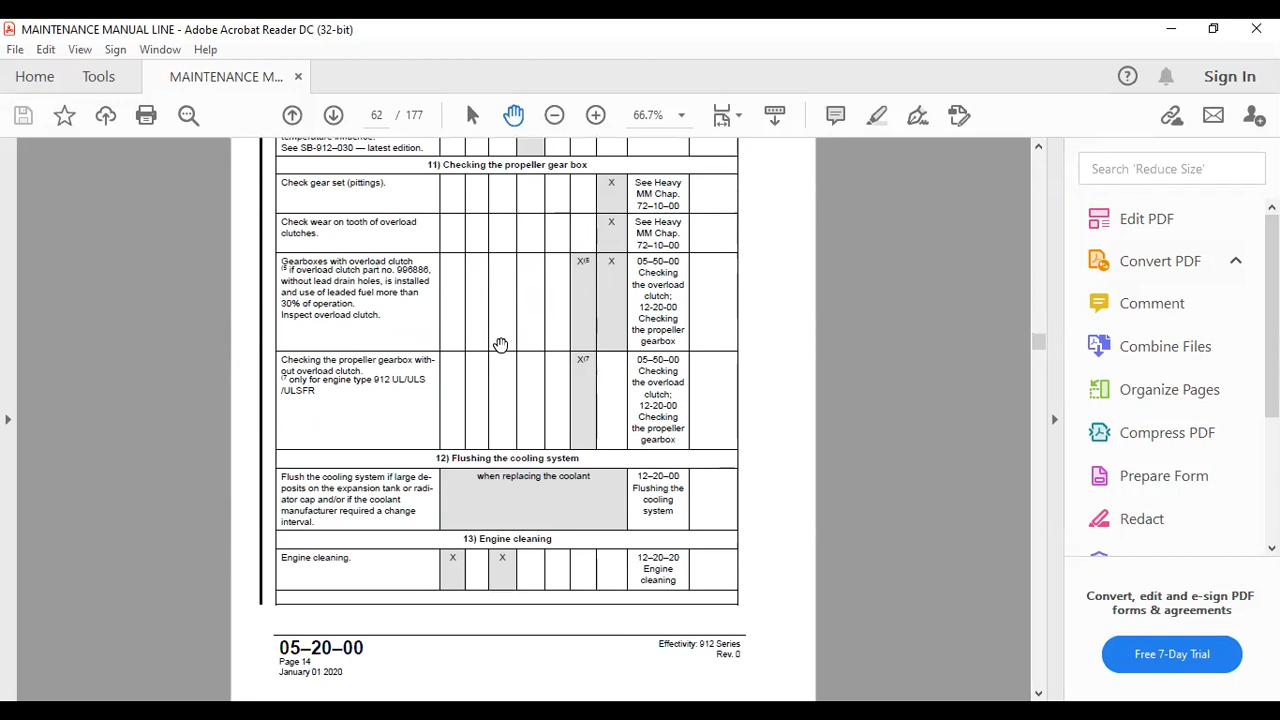 MAINTENANCE MANUAL LINE - Adobe Acrobat Reader DC (32-bit)
File Edit View Sign Window Help
Home Tools MAINTENANCE M... × Sign In
62 / 177 66.7%
See SB-912–030 — latest edition.
11) Checking the propeller gear box
Check gear set (pittings).
X
See Heavy
MM Chap.
72–10–00
Check wear on tooth of overload
clutches.
X
See Heavy
MM Chap.
72–10–00
Gearboxes with overload clutch
(6 if overload clutch part no. 996886,
without lead drain holes, is installed
and use of leaded fuel more than
30% of operation.
Inspect overload clutch.
X(6 X
05–50–00
Checking
the overload
clutch;
12-20-00
Checking
the propeller
gearbox
Checking the propeller gearbox with-
out overload clutch.
(7 only for engine type 912 UL/ULS
/ULSFR
X(7
05–50–00
Checking
the overload
clutch;
12-20-00
Checking
the propeller
gearbox
12) Flushing the cooling system
Flush the cooling system if large de-
posits on the expansion tank or radi-
ator cap and/or if the coolant
manufacturer required a change
interval.
when replacing the coolant
12–20–00
Flushing the
cooling
system
13) Engine cleaning
Engine cleaning.
X X
12–20–20
Engine
cleaning
05–20–00
Page 14
January 01 2020
Effectivity: 912 Series
Rev. 0
Search 'Reduce Size'
Edit PDF
Convert PDF
Comment
Combine Files
Organize Pages
Compress PDF
Prepare Form
Redact
Convert, edit and e-sign PDF
forms & agreements
Free 7-Day Trial